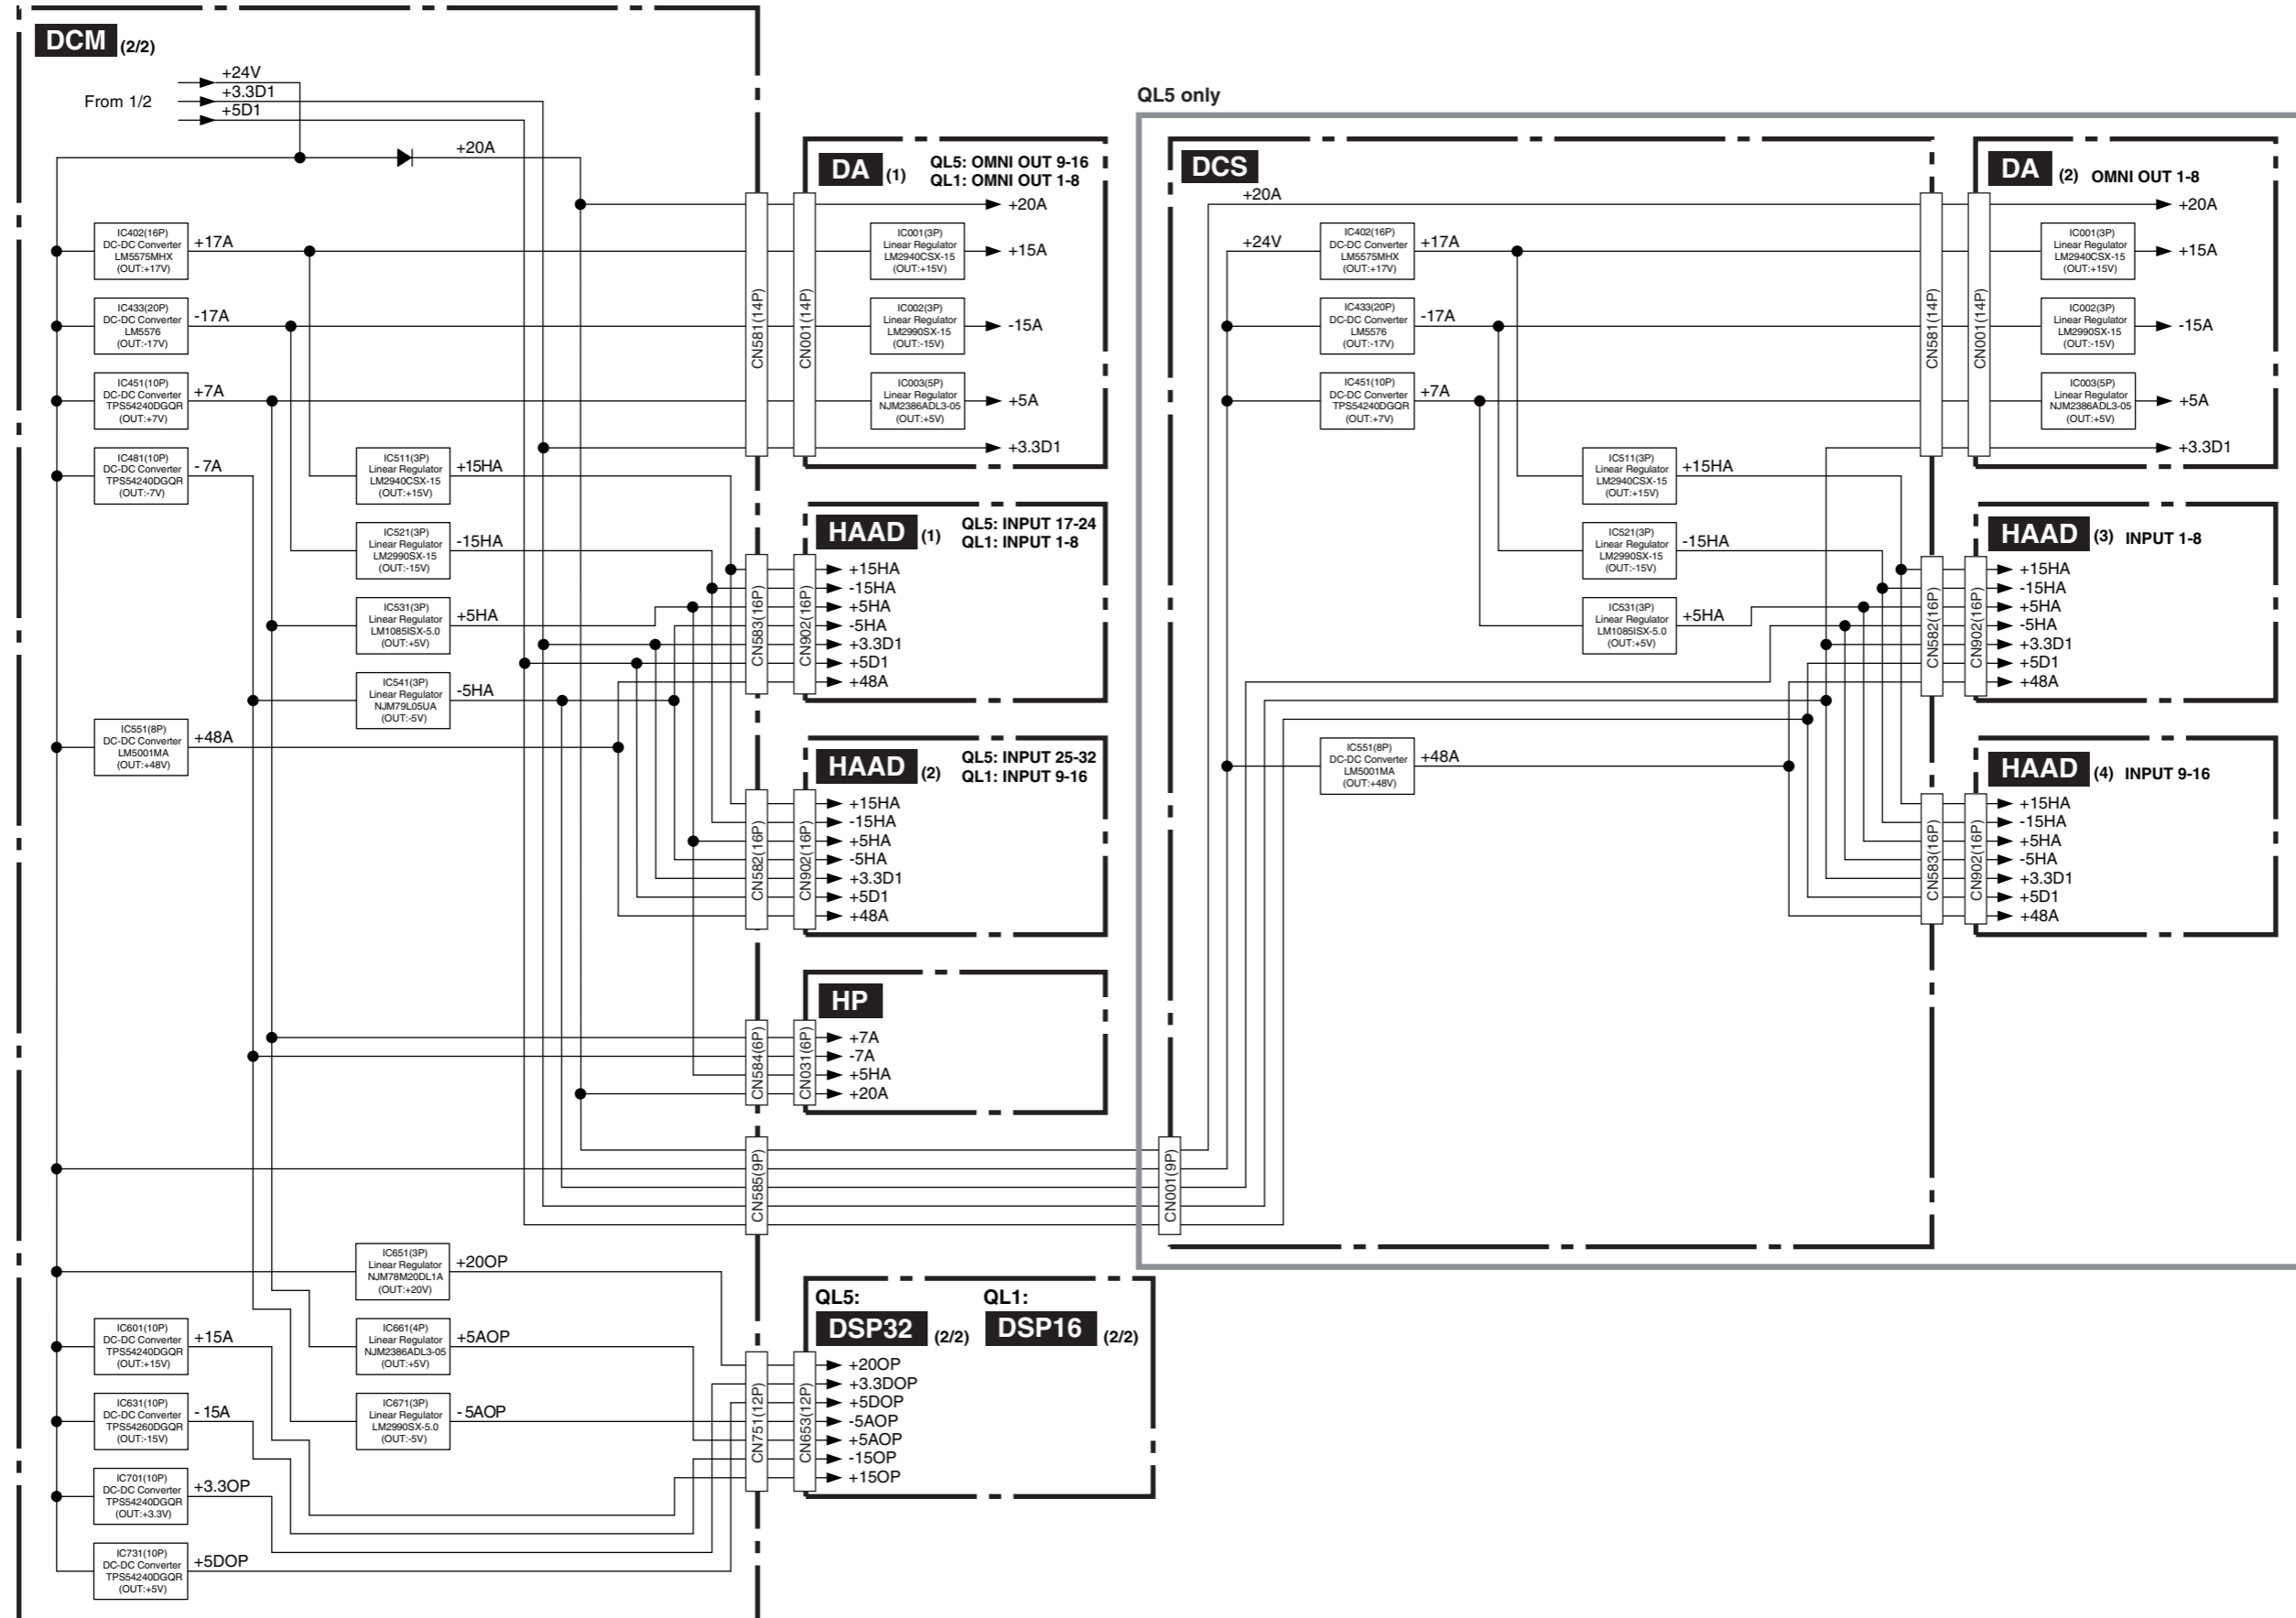 DCM (2/2)
From 1/2
+24V
+3.3D1
+5D1
+20A
IC402(16P)
DC-DC Converter
LM5575MHX
(OUT:+17V)
+17A
IC433(20P)
DC-DC Converter
LM5576
(OUT:-17V)
-17A
IC451(10P)
DC-DC Converter
TPS54240DGQR
(OUT:+7V)
+7A
IC481(10P)
DC-DC Converter
TPS54240DGQR
(OUT:-7V)
- 7A
IC511(3P)
Linear Regulator
LM2940CSX-15
(OUT:+15V)
+15HA
IC521(3P)
Linear Regulator
LM2990SX-15
(OUT:-15V)
-15HA
IC531(3P)
Linear Regulator
LM1085ISX-5.0
(OUT:+5V)
+5HA
IC541(3P)
Linear Regulator
NJM79L05UA
(OUT:-5V)
-5HA
IC551(8P)
DC-DC Converter
LM5001MA
(OUT:+48V)
+48A
IC651(3P)
Linear Regulator
NJM78M20DL1A
(OUT:+20V)
+20OP
IC601(10P)
DC-DC Converter
TPS54240DGQR
(OUT:+15V)
+15A
IC661(4P)
Linear Regulator
NJM2386ADL3-05
(OUT:+5V)
+5AOP
IC631(10P)
DC-DC Converter
TPS54260DGQR
(OUT:-15V)
- 15A
IC671(3P)
Linear Regulator
LM2990SX-5.0
(OUT:-5V)
- 5AOP
IC701(10P)
DC-DC Converter
TPS54240DGQR
(OUT:+3.3V)
+3.3OP
IC731(10P)
DC-DC Converter
TPS54240DGQR
(OUT:+5V)
+5DOP
CN581(14P)
CN001(14P)
DA (1)
QL5: OMNI OUT 9-16
QL1: OMNI OUT 1-8
+20A
IC001(3P)
Linear Regulator
LM2940CSX-15
(OUT:+15V)
+15A
IC002(3P)
Linear Regulator
LM2990SX-15
(OUT:-15V)
-15A
IC003(5P)
Linear Regulator
NJM2386ADL3-05
(OUT:+5V)
+5A
+3.3D1
CN583(16P)
CN902(16P)
HAAD (1)
QL5: INPUT 17-24
QL1: INPUT 1-8
+15HA
-15HA
+5HA
-5HA
+3.3D1
+5D1
+48A
CN582(16P)
CN902(16P)
HAAD (2)
QL5: INPUT 25-32
QL1: INPUT 9-16
+15HA
-15HA
+5HA
-5HA
+3.3D1
+5D1
+48A
CN584(6P)
CN031(6P)
HP
+7A
-7A
+5HA
+20A
CN585(9P)
CN001(9P)
CN751(12P)
CN653(12P)
QL5: QL1:
DSP32 (2/2) DSP16 (2/2)
+20OP
+3.3DOP
+5DOP
-5AOP
+5AOP
-15OP
+15OP
QL5 only
DCS
+20A
+24V
IC402(16P)
DC-DC Converter
LM5575MHX
(OUT:+17V)
+17A
IC433(20P)
DC-DC Converter
LM5576
(OUT:-17V)
-17A
IC451(10P)
DC-DC Converter
TPS54240DGQR
(OUT:+7V)
+7A
IC511(3P)
Linear Regulator
LM2940CSX-15
(OUT:+15V)
+15HA
IC521(3P)
Linear Regulator
LM2990SX-15
(OUT:-15V)
-15HA
IC531(3P)
Linear Regulator
LM1085ISX-5.0
(OUT:+5V)
+5HA
IC551(8P)
DC-DC Converter
LM5001MA
(OUT:+48V)
+48A
CN581(14P)
CN001(14P)
DA (2) OMNI OUT 1-8
+20A
IC001(3P)
Linear Regulator
LM2940CSX-15
(OUT:+15V)
+15A
IC002(3P)
Linear Regulator
LM2990SX-15
(OUT:-15V)
-15A
IC003(5P)
Linear Regulator
NJM2386ADL3-05
(OUT:+5V)
+5A
+3.3D1
CN582(16P)
CN902(16P)
HAAD (3) INPUT 1-8
+15HA
-15HA
+5HA
-5HA
+3.3D1
+5D1
+48A
CN583(16P)
CN902(16P)
HAAD (4) INPUT 9-16
+15HA
-15HA
+5HA
-5HA
+3.3D1
+5D1
+48A